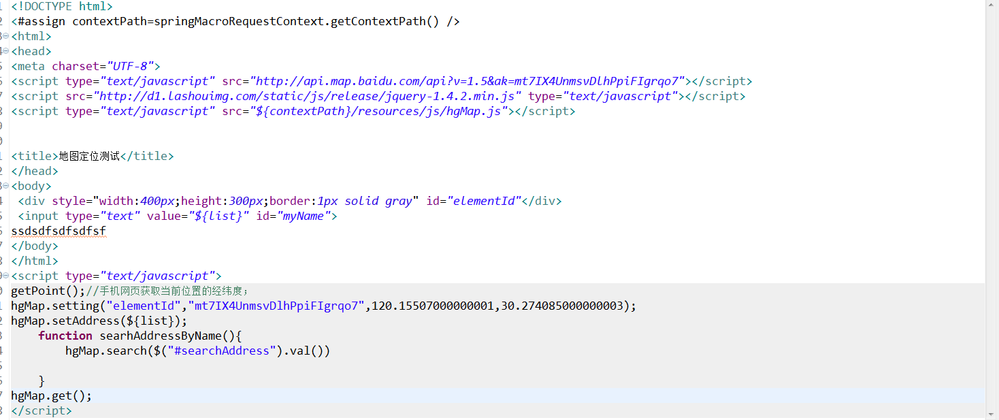 <!DOCTYPE html>
<#assign contextPath=springMacroRequestContext.getContextPath() />
<html>
<head>
<meta charset="UTF-8">
<script type="text/javascript" src="http://api.map.baidu.com/api?v=1.5&ak=mt7IX4UnmsvDlhPpiFIgrqo7"></script>
<script src="http://d1.lashouimg.com/static/js/release/jquery-1.4.2.min.js" type="text/javascript"></script>
<script type="text/javascript" src="${contextPath}/resources/js/hgMap.js"></script>
<title>地图定位测试</title>
</head>
<body>
<div style="width:400px;height:300px;border:1px solid gray" id="elementId"</div>
<input type="text" value="${list}" id="myName">
ssdsdfsdfsdfsf
</body>
</html>
<script type="text/javascript">
getPoint();//手机网页获取当前位置的经纬度;
hgMap.setting("elementId","mt7IX4UnmsvDlhPpiFIgrqo7",120.15507000000001,30.274085000000003);
hgMap.setAddress(${list});
function searhAddressByName(){
hgMap.search($("#searchAddress").val())
}
hgMap.get();
</script>